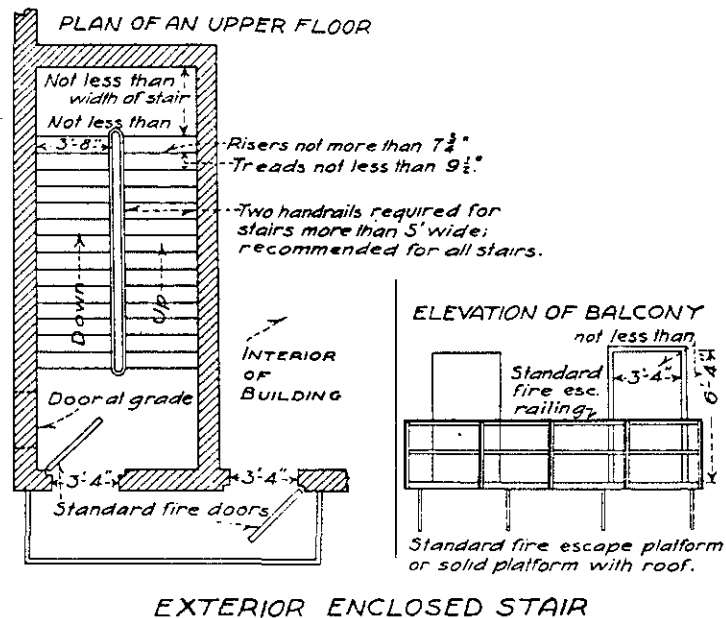 PLAN OF AN UPPER FLOOR
Not less than
width of stair
Not less than
3'-8"
Risers not more than 7 3/4"
Treads not less than 9 1/2"
Two handrails required for
stairs more than 5' wide;
recommended for all stairs.
Down
Up
INTERIOR
OF
BUILDING
Door at grade
3'-4"
3'-4"
Standard fire doors
ELEVATION OF BALCONY
not less than
Standard
fire esc.
railing
3'-4"
6'-4"
Standard fire escape platform
or solid platform with roof.
EXTERIOR ENCLOSED STAIR